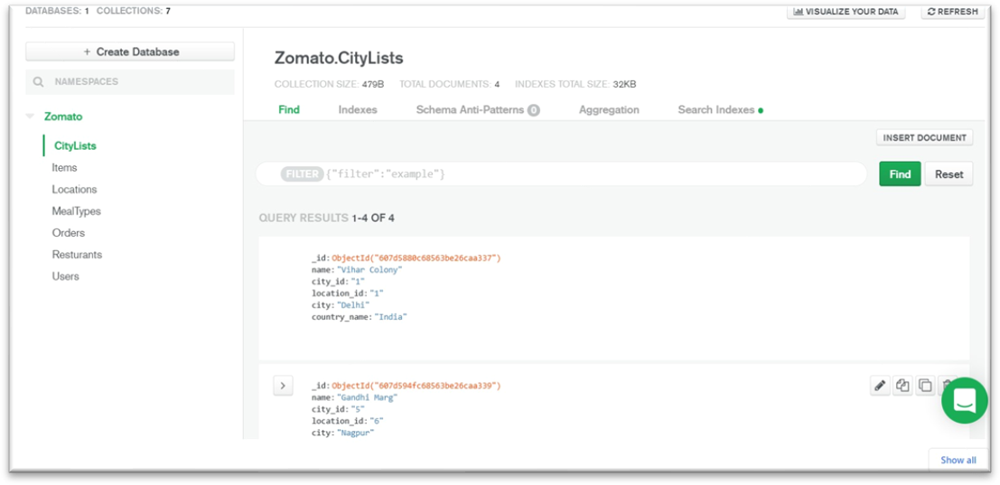 DATABASES: 1 COLLECTIONS: 7
VISUALIZE YOUR DATA
REFRESH
+ Create Database
NAMESPACES
Zomato
CityLists
Items
Locations
MealTypes
Orders
Resturants
Users
Zomato.CityLists
COLLECTION SIZE: 479B TOTAL DOCUMENTS: 4 INDEXES TOTAL SIZE: 32KB
Find Indexes Schema Anti-Patterns 0 Aggregation Search Indexes
INSERT DOCUMENT
FILTER {"filter":"example"}
Find Reset
QUERY RESULTS 1-4 OF 4
_id: ObjectId("607d5880c68563be26caa337")
name: "Vihar Colony"
city_id: "1"
location_id: "1"
city: "Delhi"
country_name: "India"
_id: ObjectId("607d594fc68563be26caa339")
name: "Gandhi Marg"
city_id: "5"
location_id: "6"
city: "Nagpur"
Show all